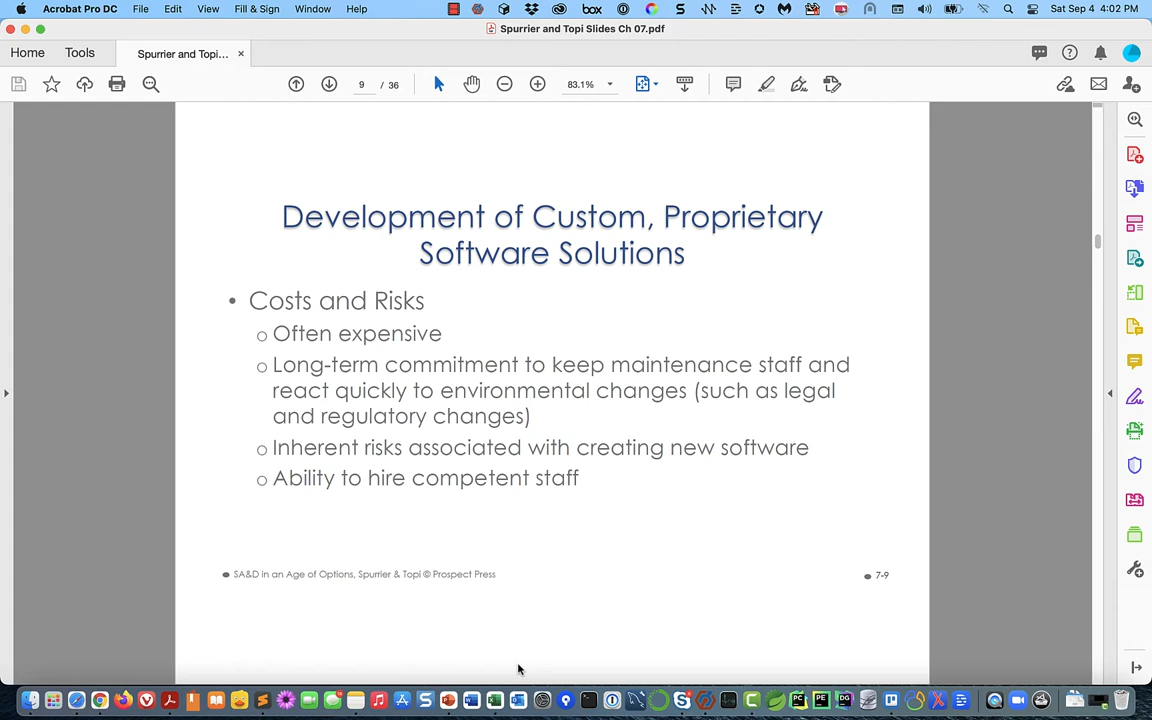 Acrobat Pro DC File Edit View Fill & Sign Window Help box Sat Sep 4 4:02 PM
Spurrier and Topi Slides Ch 07.pdf
Home Tools Spurrier and Topi... ×
9 / 36 83.1%
Development of Custom, Proprietary
Software Solutions
• Costs and Risks
o Often expensive
o Long-term commitment to keep maintenance staff and
react quickly to environmental changes (such as legal
and regulatory changes)
o Inherent risks associated with creating new software
o Ability to hire competent staff
SA&D in an Age of Options, Spurrier & Topi © Prospect Press
7-9